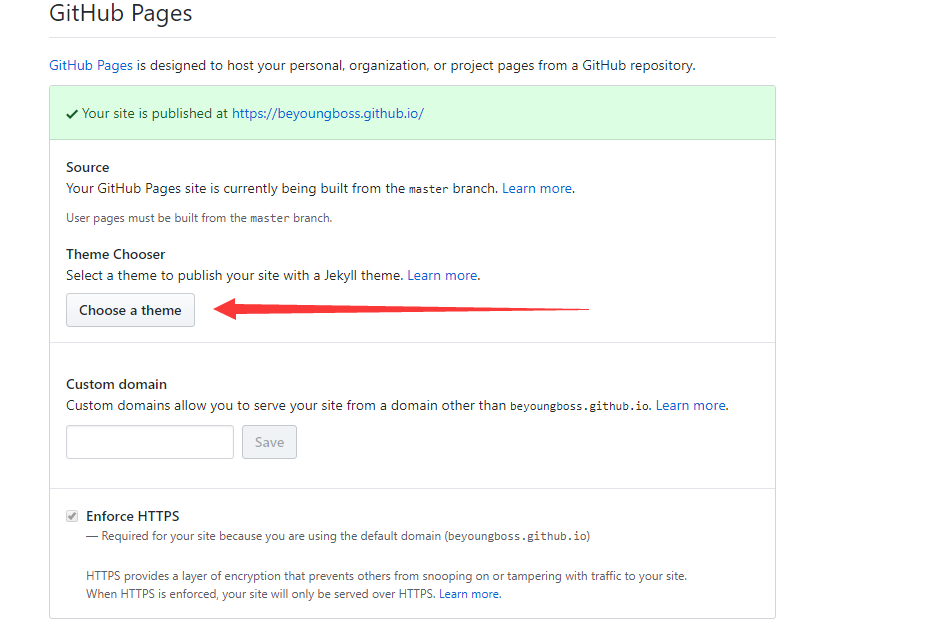 GitHub Pages
GitHub Pages is designed to host your personal, organization, or project pages from a GitHub repository.
Your site is published at https://beyoungboss.github.io/
Source
Your GitHub Pages site is currently being built from the master branch. Learn more.
User pages must be built from the master branch.
Theme Chooser
Select a theme to publish your site with a Jekyll theme. Learn more.
Choose a theme
Custom domain
Custom domains allow you to serve your site from a domain other than beyoungboss.github.io. Learn more.
Save
Enforce HTTPS
— Required for your site because you are using the default domain (beyoungboss.github.io)
HTTPS provides a layer of encryption that prevents others from snooping on or tampering with traffic to your site.
When HTTPS is enforced, your site will only be served over HTTPS. Learn more.